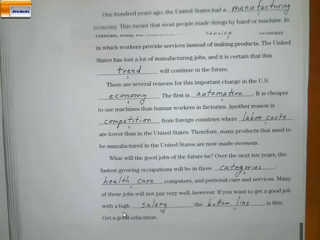 One hundred years ago, the United States had a manufacturing
economy. This meant that most people made things by hand or machine. In
service economy
in which workers provide services instead of making products. The United
States has lost a lot of manufacturing jobs, and it is certain that this
trend will continue in the future.
There are several reasons for this important change in the U.S.
economy. The first is automation. It is cheaper
to use machines than human workers in factories. Another reason is
competition from foreign countries where labor costs
are lower than in the United States. Therefore, many products that used to
be manufactured in the United States are now made overseas.
What will the good jobs of the future be? Over the next ten years, the
fastest growing occupations will be in three categories
health care, computers, and personal care and services. Many
of these jobs will not pay very well, however. If you want to get a good job
with a high salary, the bottom line is this:
Get a good education.